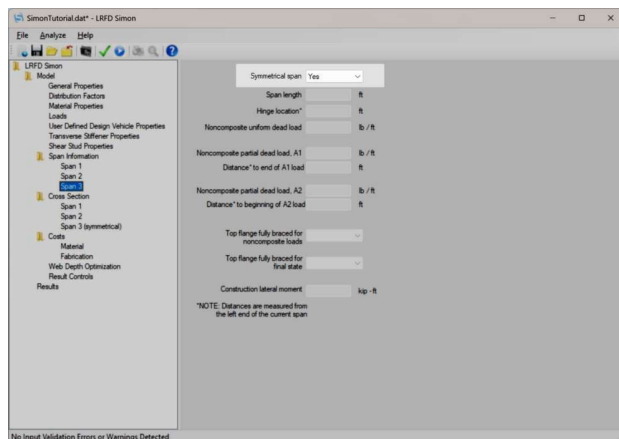 SimonTutorial.dat* - LRFD Simon
File Analyze Help
LRFD Simon
Model
General Properties
Distribution Factors
Material Properties
Loads
User Defined Design Vehicle Properties
Transverse Stiffener Properties
Shear Stud Properties
Span Information
Span 1
Span 2
Span 3
Cross Section
Span 1
Span 2
Span 3 (symmetrical)
Costs
Material
Fabrication
Web Depth Optimization
Result Controls
Results
Symmetrical span Yes
Span length ft
Hinge location* ft
Noncomposite uniform dead load lb / ft
Noncomposite partial dead load, A1 lb / ft
Distance* to end of A1 load ft
Noncomposite partial dead load, A2 lb / ft
Distance* to beginning of A2 load ft
Top flange fully braced for
noncomposite loads
Top flange fully braced for
final state
Construction lateral moment kip - ft
*NOTE: Distances are measured from
the left end of the current span
No Input Validation Errors or Warnings Detected